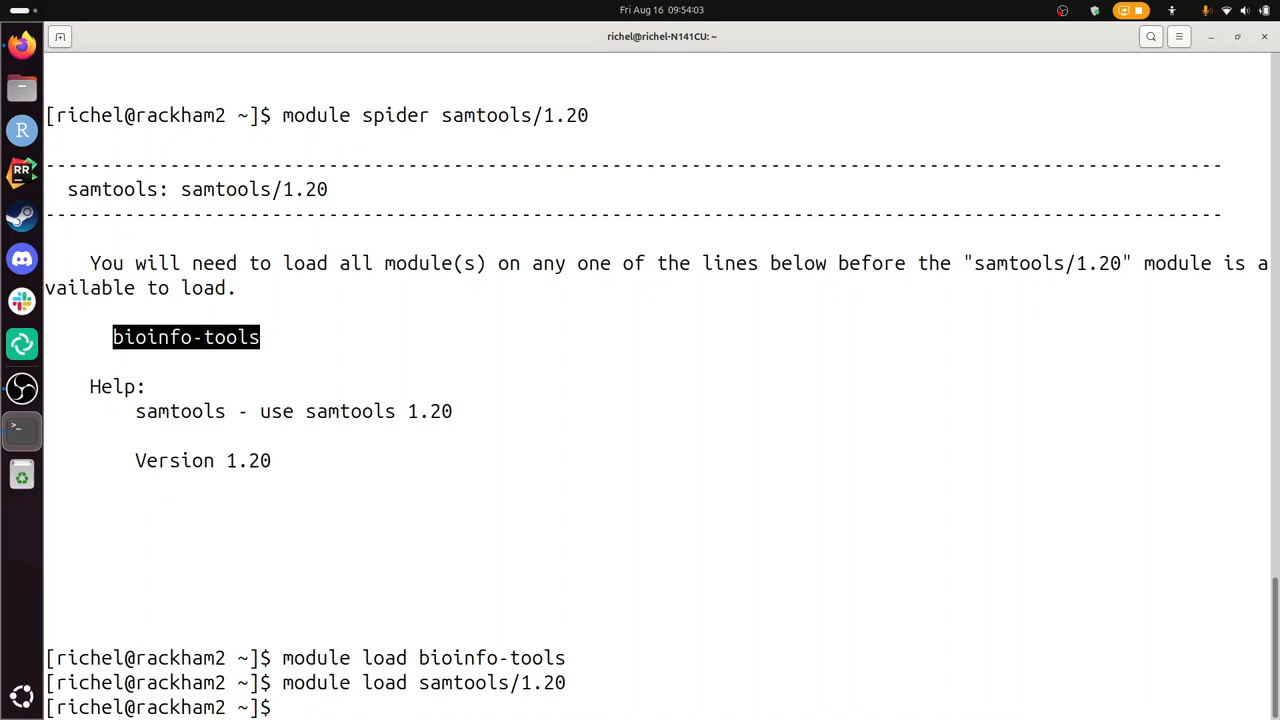 Fri Aug 16 09:54:03
richel@richel-N141CU: ~
[richel@rackham2 ~]$ module spider samtools/1.20
--------------------------------------------------------------------------------------------------------
samtools: samtools/1.20
--------------------------------------------------------------------------------------------------------
You will need to load all module(s) on any one of the lines below before the "samtools/1.20" module is a
vailable to load.
bioinfo-tools
Help:
samtools - use samtools 1.20
Version 1.20
[richel@rackham2 ~]$ module load bioinfo-tools
[richel@rackham2 ~]$ module load samtools/1.20
[richel@rackham2 ~]$
R
RR
>_